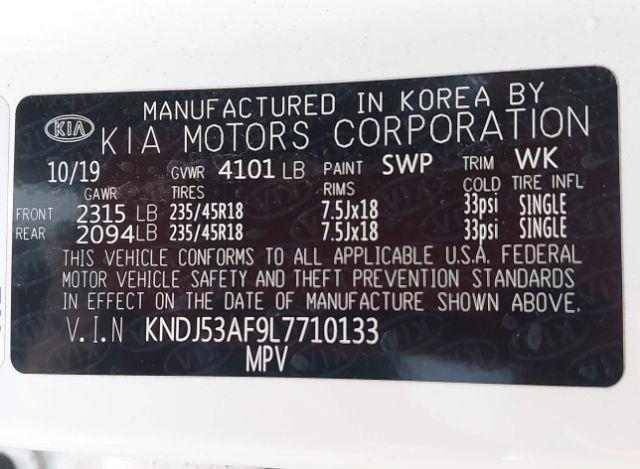 MANUFACTURED IN KOREA BY
KIA KIA MOTORS CORPORATION
10/19 GVWR 4101 LB PAINT SWP TRIM WK
GAWR TIRES RIMS COLD TIRE INFL
FRONT 2315 LB 235/45R18 7.5Jx18 33psi SINGLE
REAR 2094 LB 235/45R18 7.5Jx18 33psi SINGLE
THIS VEHICLE CONFORMS TO ALL APPLICABLE U.S.A. FEDERAL
MOTOR VEHICLE SAFETY AND THEFT PREVENTION STANDARDS
IN EFFECT ON THE DATE OF MANUFACTURE SHOWN ABOVE.
V.I.N KNDJ53AF9L7710133
MPV